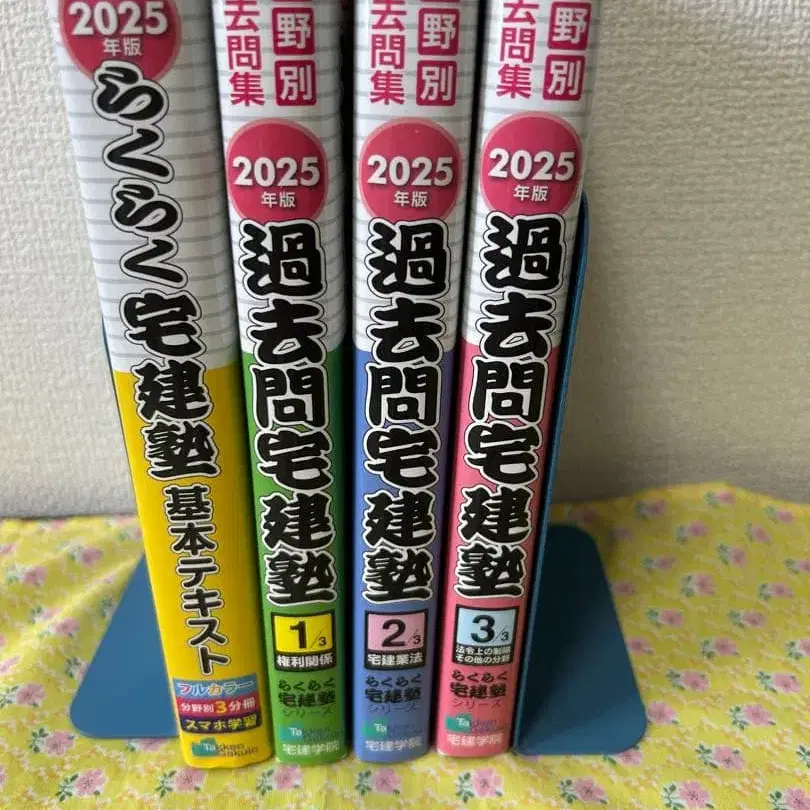 2025
年版
らくらく宅建塾
基本テキスト
フルカラー
分野別3分冊
スマホ学習
野別
去問集
2025
年版
過去問宅建塾
1/3
権利関係
らくらく
宅建塾
シリーズ
宅建学院
野別
去問集
2025
年版
過去問宅建塾
2/3
宅建業法
らくらく
宅建塾
シリーズ
宅建学院
野別
去問集
2025
年版
過去問宅建塾
3/3
法令上の制限
その他の分野
らくらく
宅建塾
シリーズ
宅建学院